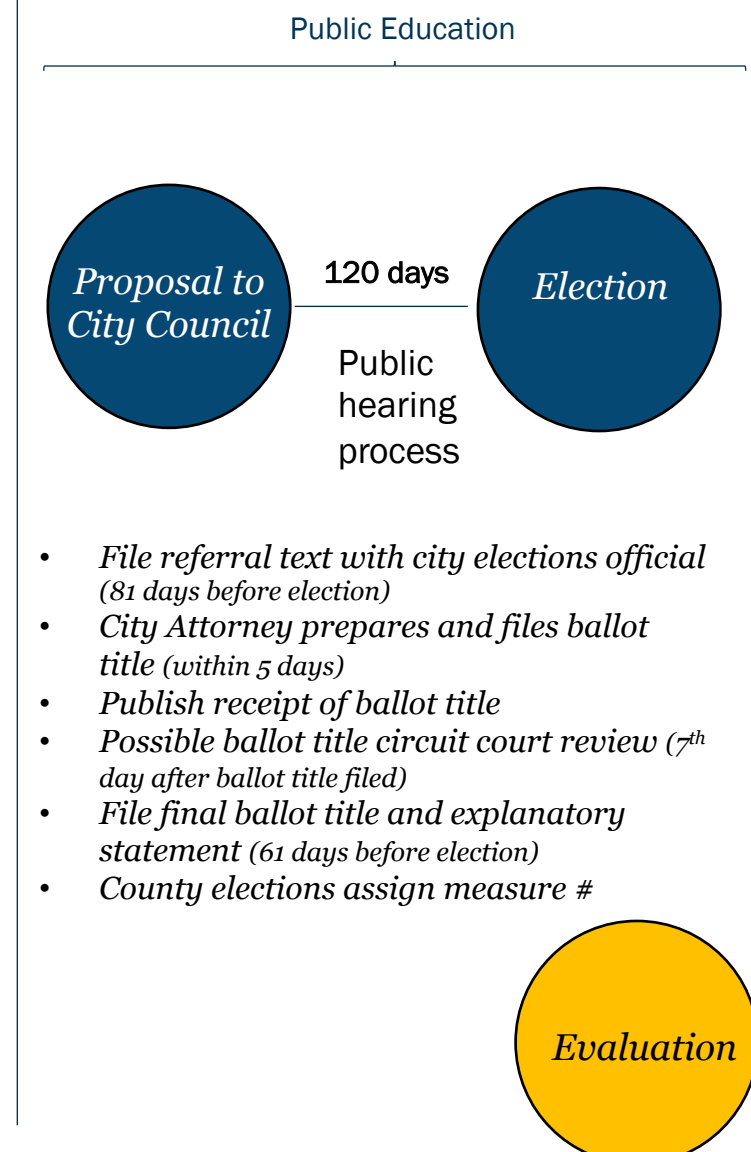 Public Education
Proposal to
City Council
120 days
Public
hearing
process
Election
• File referral text with city elections official
(81 days before election)
• City Attorney prepares and files ballot
title (within 5 days)
• Publish receipt of ballot title
• Possible ballot title circuit court review (7th
day after ballot title filed)
• File final ballot title and explanatory
statement (61 days before election)
• County elections assign measure #
Evaluation